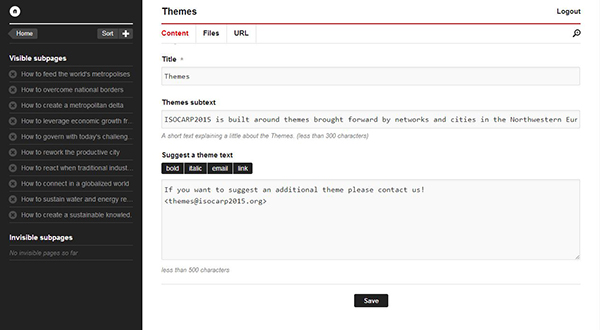 Themes
Logout
Home
Sort
Content
Files
URL
Visible subpages
How to feed the world's metropolises
How to overcome national borders
How to create a metropolitan delta
How to leverage economic growth fr...
How to govern with today's challeng...
How to rework the productive city
How to react when traditional indust...
How to connect in a globalized world
How to sustain water and energy re...
How to create a sustainable knowled...
Invisible subpages
No invisible pages so far
Title *
Themes
Themes subtext
ISOCARP2015 is built around themes brought forward by networks and cities in the Northwestern Eur
A short text explaining a little about the Themes. (less than 300 characters)
Suggest a theme text
bold italic email link
If you want to suggest an additional theme please contact us!
<themes@isocarp2015.org>
less than 500 characters
Save